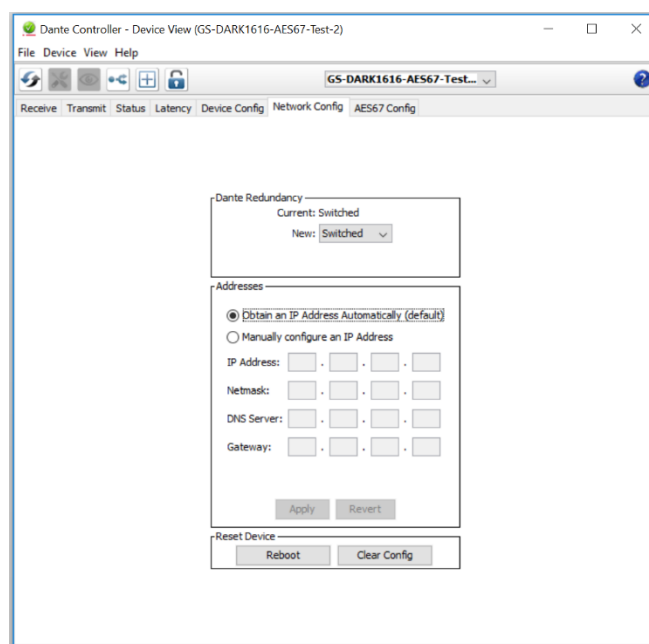 Dante Controller - Device View (GS-DARK1616-AES67-Test-2)
File Device View Help
GS-DARK1616-AES67-Test...
?
Receive Transmit Status Latency Device Config Network Config AES67 Config
Dante Redundancy
Current: Switched
New: Switched
Addresses
Obtain an IP Address Automatically (default)
Manually configure an IP Address
IP Address: . . .
Netmask: . . .
DNS Server: . . .
Gateway: . . .
Apply Revert
Reset Device
Reboot Clear Config